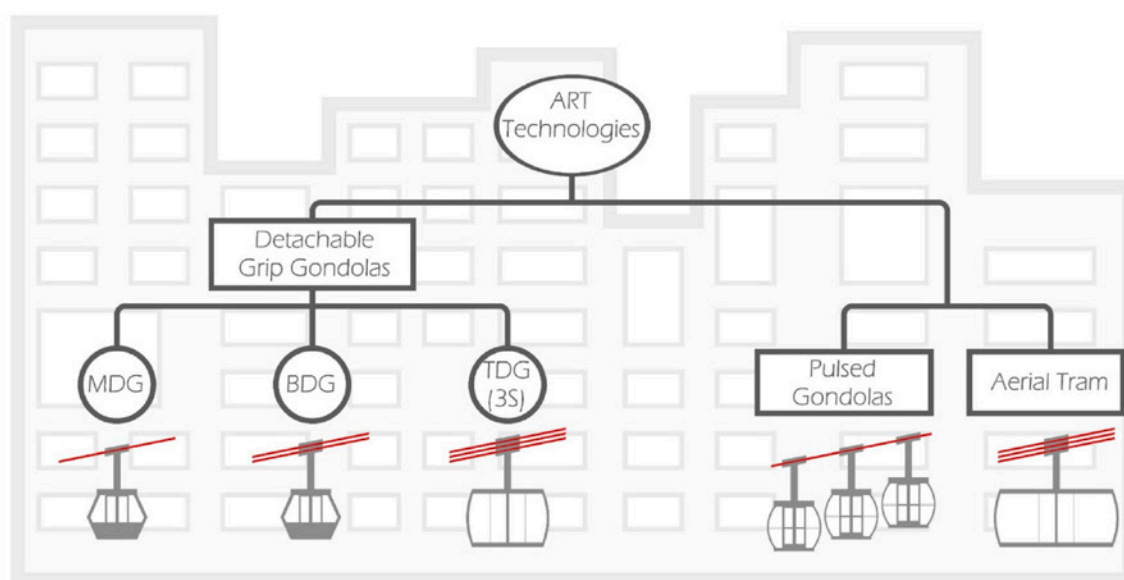 ART
Technologies
Detachable
Grip Gondolas
MDG
BDG
TDG
(3S)
Pulsed
Gondolas
Aerial Tram